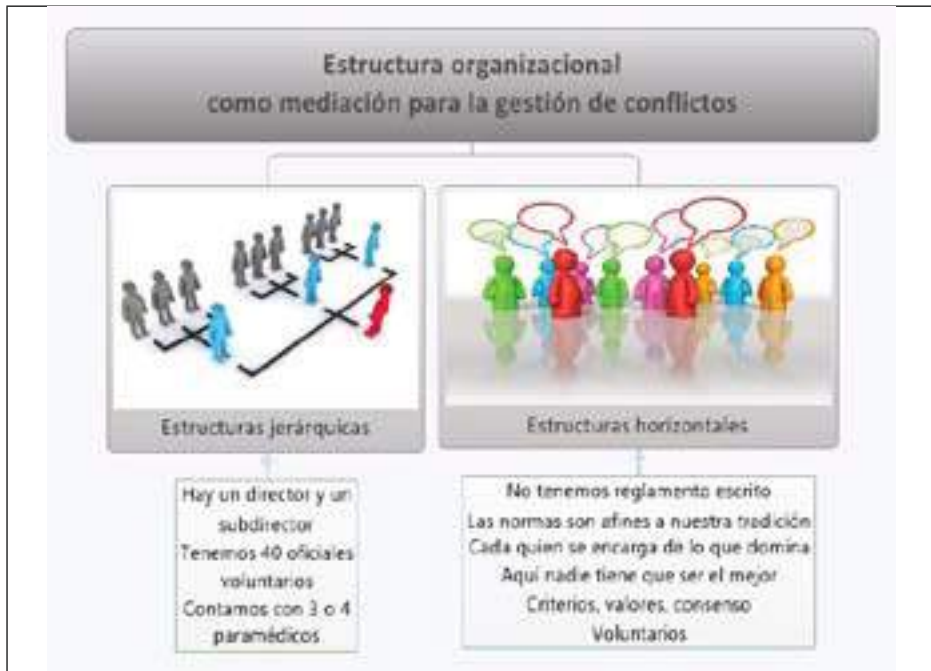 Estructura organizacional
como mediación para la gestión de conflictos
Estructuras jerárquicas
Estructuras horizontales
Hay un director y un
subdirector
Tenemos 40 oficiales
voluntarios
Contamos con 3 o 4
paramédicos
No tenemos reglamento escrito
Las normas son afines a nuestra tradición
Cada quien se encarga de lo que domina
Aquí nadie tiene que ser el mejor
Criterios, valores, consenso
Voluntarios